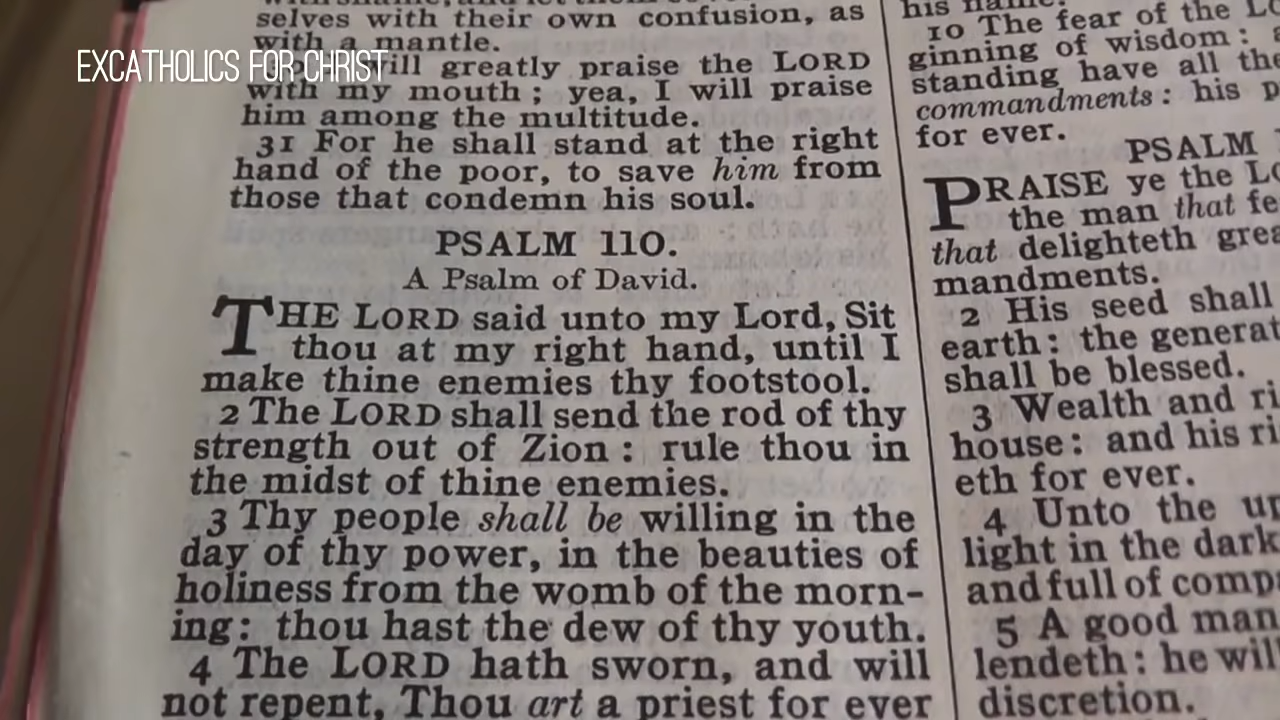 EXCATHOLICS FOR CHRIST
selves with their own confusion, as
with a mantle.
will greatly praise the LORD
with my mouth; yea, I will praise
him among the multitude.
31 For he shall stand at the right
hand of the poor, to save him from
those that condemn his soul.
PSALM 110.
A Psalm of David.
THE LORD said unto my Lord, Sit
thou at my right hand, until I
make thine enemies thy footstool.
2 The LORD shall send the rod of thy
strength out of Zion: rule thou in
the midst of thine enemies.
3 Thy people shall be willing in the
day of thy power, in the beauties of
holiness from the womb of the morn-
ing: thou hast the dew of thy youth.
4 The LORD hath sworn, and will
not repent, Thou art a priest for ever
his name.
10 The fear of the
ginning of wisdom:
standing have all
commandments: his
for ever.
PSALM
PRAISE ye the
the man that
that delighteth
mandments.
2 His seed shall
earth: the
shall be blessed.
3 Wealth and
house: and his
eth for ever.
4 Unto the
light in the
and full of
5 A good man
lendeth: he
discretion.